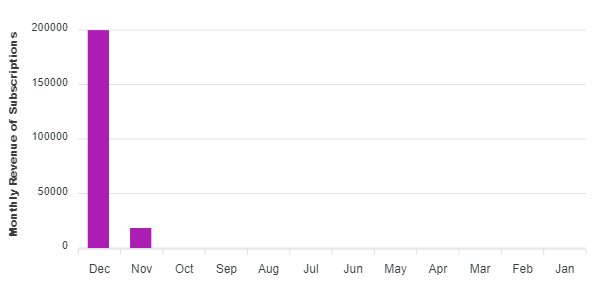 Monthly Revenue of Subscriptions
200000
150000
100000
50000
0
Dec Nov Oct Sep Aug Jul Jun May Apr Mar Feb Jan